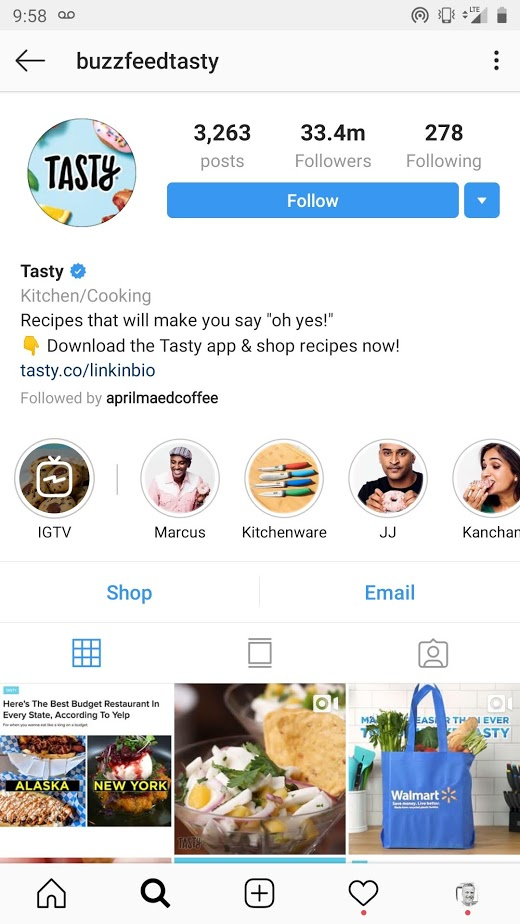 9:58
LTE
buzzfeedtasty
3,263
33.4m
278
posts
Followers
Following
TASTY
Follow
Tasty
Kitchen/Cooking
Recipes that will make you say "oh yes!"
👇 Download the Tasty app & shop recipes now!
tasty.co/linkinbio
Followed by aprilmaedcoffee
IGTV
Marcus
Kitchenware
JJ
Kanchan
Shop
Email
TASTY
Here's The Best Budget Restaurant In
Every State, According To Yelp
For when you wanna eat like a king on a budget.
ALASKA
NEW YORK
TASTY
EASIER THAN EVER
TASTY
Walmart
Save money. Live better.